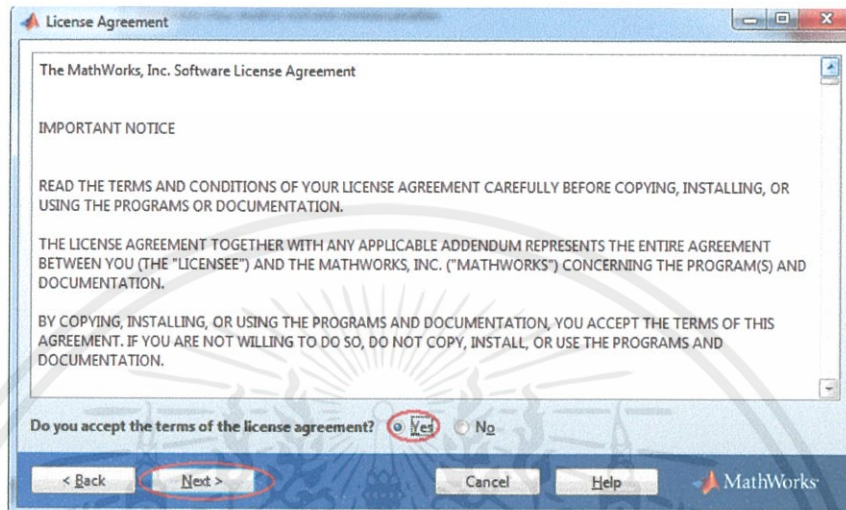 License Agreement
The MathWorks, Inc. Software License Agreement
IMPORTANT NOTICE
READ THE TERMS AND CONDITIONS OF YOUR LICENSE AGREEMENT CAREFULLY BEFORE COPYING, INSTALLING, OR
USING THE PROGRAMS OR DOCUMENTATION.
THE LICENSE AGREEMENT TOGETHER WITH ANY APPLICABLE ADDENDUM REPRESENTS THE ENTIRE AGREEMENT
BETWEEN YOU (THE "LICENSEE") AND THE MATHWORKS, INC. ("MATHWORKS") CONCERNING THE PROGRAM(S) AND
DOCUMENTATION.
BY COPYING, INSTALLING, OR USING THE PROGRAMS AND DOCUMENTATION, YOU ACCEPT THE TERMS OF THIS
AGREEMENT. IF YOU ARE NOT WILLING TO DO SO, DO NOT COPY, INSTALL, OR USE THE PROGRAMS AND
DOCUMENTATION.
Do you accept the terms of the license agreement? Yes No
< Back Next > Cancel Help MathWorks